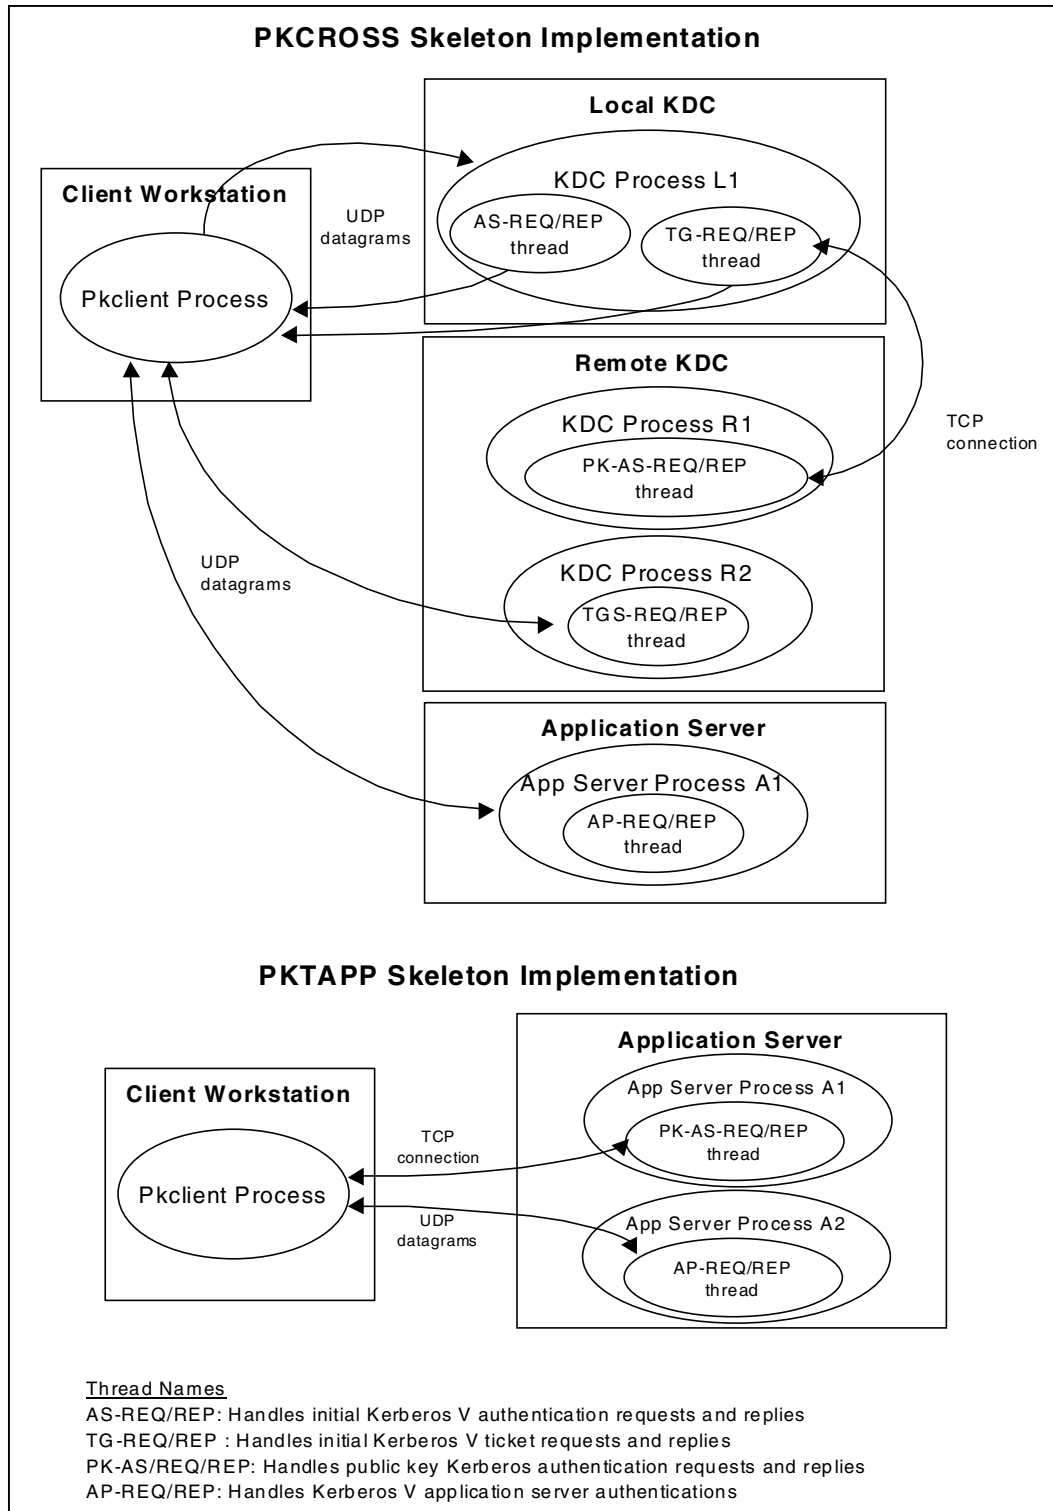 PKCROSS Skeleton Implementation
Local KDC
KDC Process L1
AS-REQ/REP
thread
TG-REQ/REP
thread
Client Workstation
Pkclient Process
UDP
datagrams
Remote KDC
KDC Process R1
PK-AS-REQ/REP
thread
TCP
connection
KDC Process R2
TGS-REQ/REP
thread
UDP
datagrams
Application Server
App Server Process A1
AP-REQ/REP
thread
PKTAPP Skeleton Implementation
Client Workstation
Pkclient Process
TCP
connection
UDP
datagrams
Application Server
App Server Process A1
PK-AS-REQ/REP
thread
App Server Process A2
AP-REQ/REP
thread
Thread Names
AS-REQ/REP: Handles initial Kerberos V authentication requests and replies
TG-REQ/REP : Handles initial Kerberos V ticket requests and replies
PK-AS/REQ/REP: Handles public key Kerberos authentication requests and replies
AP-REQ/REP: Handles Kerberos V application server authentications